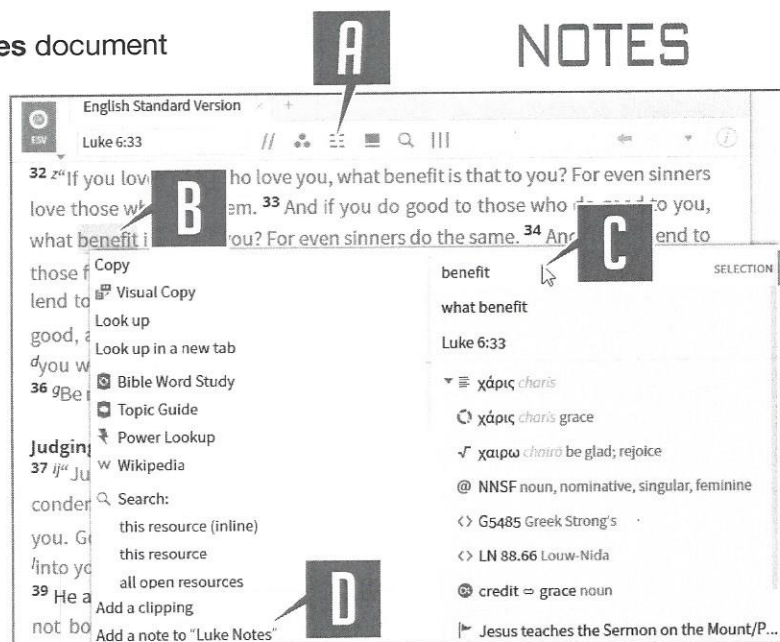 es document
NOTES
A
English Standard Version × +
ESV
Luke 6:33
32 z“If you lov ho love you, what benefit is that to you? For even sinners
B
love those wh em. 33 And if you do good to those who do good to you,
C
what benefit i you? For even sinners do the same. 34 And end to
those f
lend to
good, a
d you w
36 g Be
Judging
37 ij“ Ju
conder
you. G
l into yo
39 He a
not bo
Copy
Visual Copy
Look up
Look up in a new tab
Bible Word Study
Topic Guide
Power Lookup
W Wikipedia
Search:
this resource (inline)
this resource
all open resources
D
Add a clipping
Add a note to "Luke Notes"
benefit SELECTION
what benefit
Luke 6:33
χάρις charis
χάρις charis grace
√ χαιρω chairō be glad; rejoice
@ NNSF noun, nominative, singular, feminine
<> G5485 Greek Strong's
<> LN 88.66 Louw-Nida
credit ⇔ grace noun
Jesus teaches the Sermon on the Mount/P...